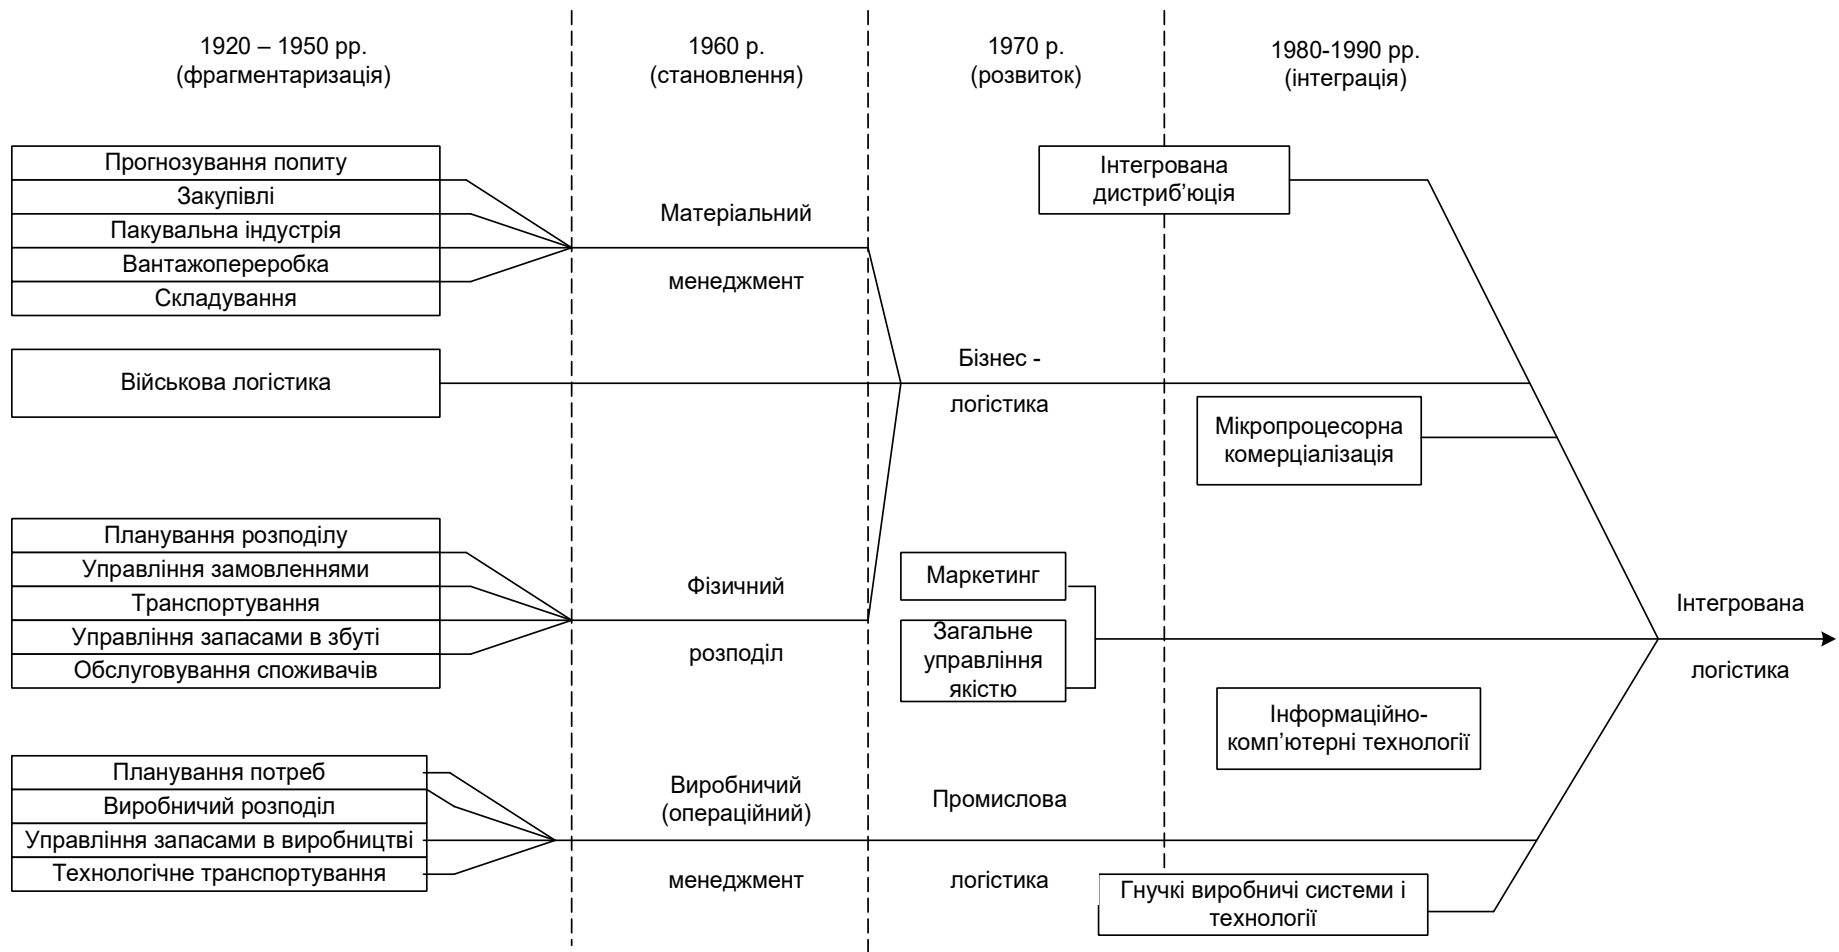 1920 – 1950 рр.
(фрагментаризація)
1960 р.
(становлення)
1970 р.
(розвиток)
1980-1990 рр.
(інтеграція)
Прогнозування попиту
Закупівлі
Пакувальна індустрія
Вантажопереробка
Складування
Матеріальний
менеджмент
Інтегрована
дистриб’юція
Військова логістика
Бізнес -
логістика
Мікропроцесорна
комерціалізація
Планування розподілу
Управління замовленнями
Транспортування
Управління запасами в збуті
Обслуговування споживачів
Фізичний
розподіл
Маркетинг
Загальне
управління
якістю
Інтегрована
логістика
Інформаційно-
комп’ютерні технології
Планування потреб
Виробничий розподіл
Управління запасами в виробництві
Технологічне транспортування
Виробничий
(операційний)
менеджмент
Промислова
логістика
Гнучкі виробничі системи і
технології